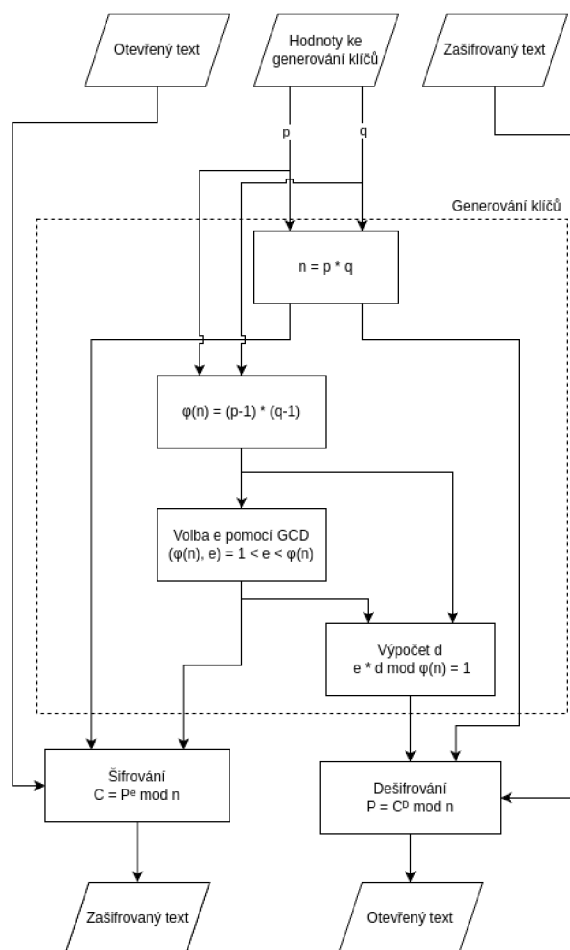 Otevřený text
Hodnoty ke
generování klíčů
Zašifrovaný text
p
q
Generování klíčů
n = p * q
φ(n) = (p-1) * (q-1)
Volba e pomocí GCD
(φ(n), e) = 1 < e < φ(n)
Výpočet d
e * d mod φ(n) = 1
Šifrování
C = Pᵉ mod n
Dešifrování
P = Cᴰ mod n
Zašifrovaný text
Otevřený text